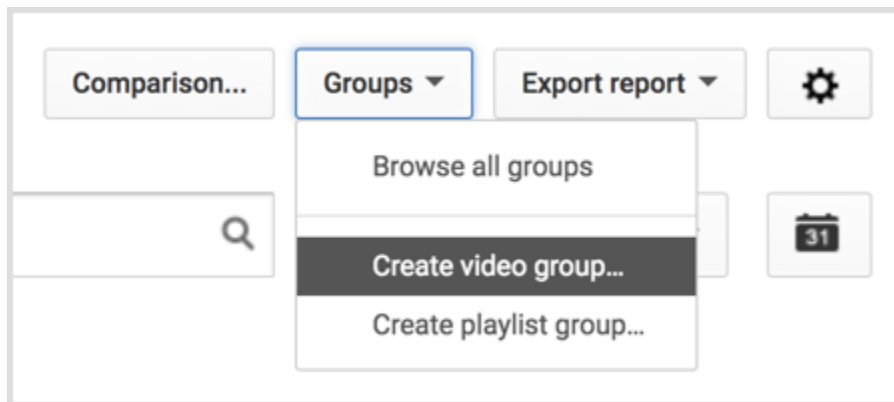 Comparison...
Groups
Export report
Browse all groups
31
Create video group...
Create playlist group...